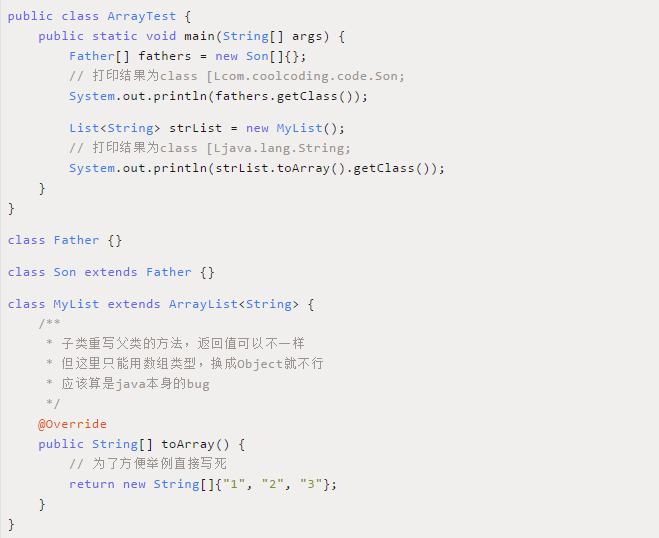 public class ArrayTest {
    public static void main(String[] args) {
        Father[] fathers = new Son[]{};
        // 打印结果为class [Lcom.coolcoding.code.Son;
        System.out.println(fathers.getClass());
        List<String> strList = new MyList();
        // 打印结果为class [Ljava.lang.String;
        System.out.println(strList.toArray().getClass());
    }
}
class Father {}
class Son extends Father {}
class MyList extends ArrayList<String> {
    /**
     * 子类重写父类的方法，返回值可以不一样
     * 但这里只能用数组类型，换成Object就不行
     * 应该算是java本身的bug
     */
    @Override
    public String[] toArray() {
        // 为了方便举例直接写死
        return new String[]{"1", "2", "3"};
    }
}